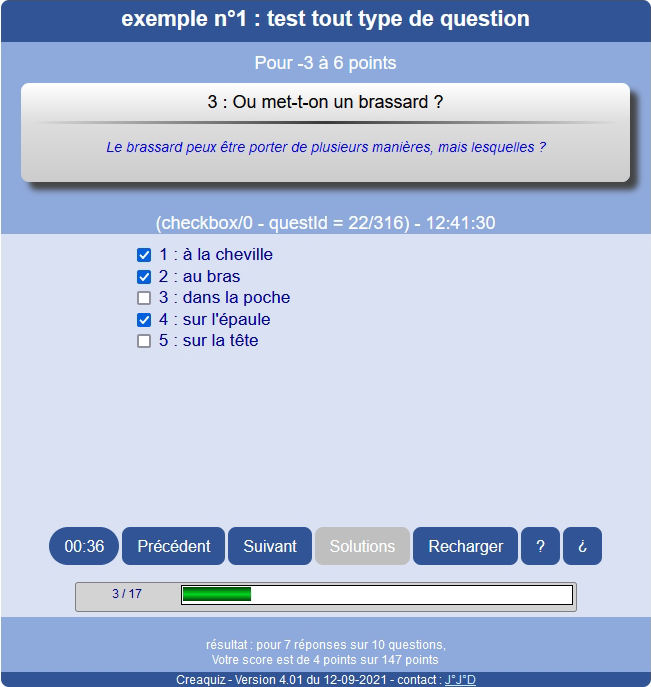 exemple n°1 : test tout type de question
Pour -3 à 6 points
3 : Ou met-t-on un brassard ?
Le brassard peux être porter de plusieurs manières, mais lesquelles ?
(checkbox/0 - questId = 22/316) - 12:41:30
1 : à la cheville
2 : au bras
3 : dans la poche
4 : sur l'épaule
5 : sur la tête
00:36 Précédent Suivant Solutions Recharger ? ¿
3 / 17
résultat : pour 7 réponses sur 10 questions,
Votre score est de 4 points sur 147 points
Creaquiz - Version 4.01 du 12-09-2021 - contact : J°J°D